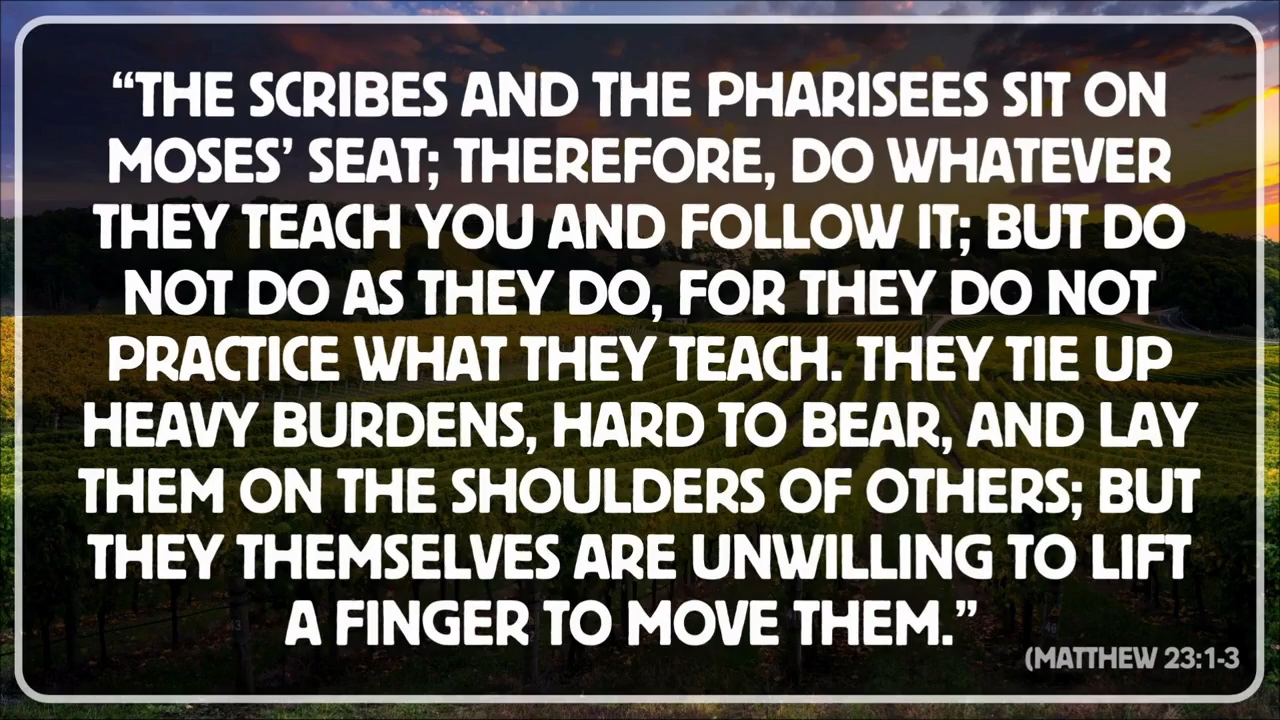 “THE SCRIBES AND THE PHARISEES SIT ON
MOSES’ SEAT; THEREFORE, DO WHATEVER
THEY TEACH YOU AND FOLLOW IT; BUT DO
NOT DO AS THEY DO, FOR THEY DO NOT
PRACTICE WHAT THEY TEACH. THEY TIE UP
HEAVY BURDENS, HARD TO BEAR, AND LAY
THEM ON THE SHOULDERS OF OTHERS; BUT
THEY THEMSELVES ARE UNWILLING TO LIFT
A FINGER TO MOVE THEM.”
(MATTHEW 23:1-3